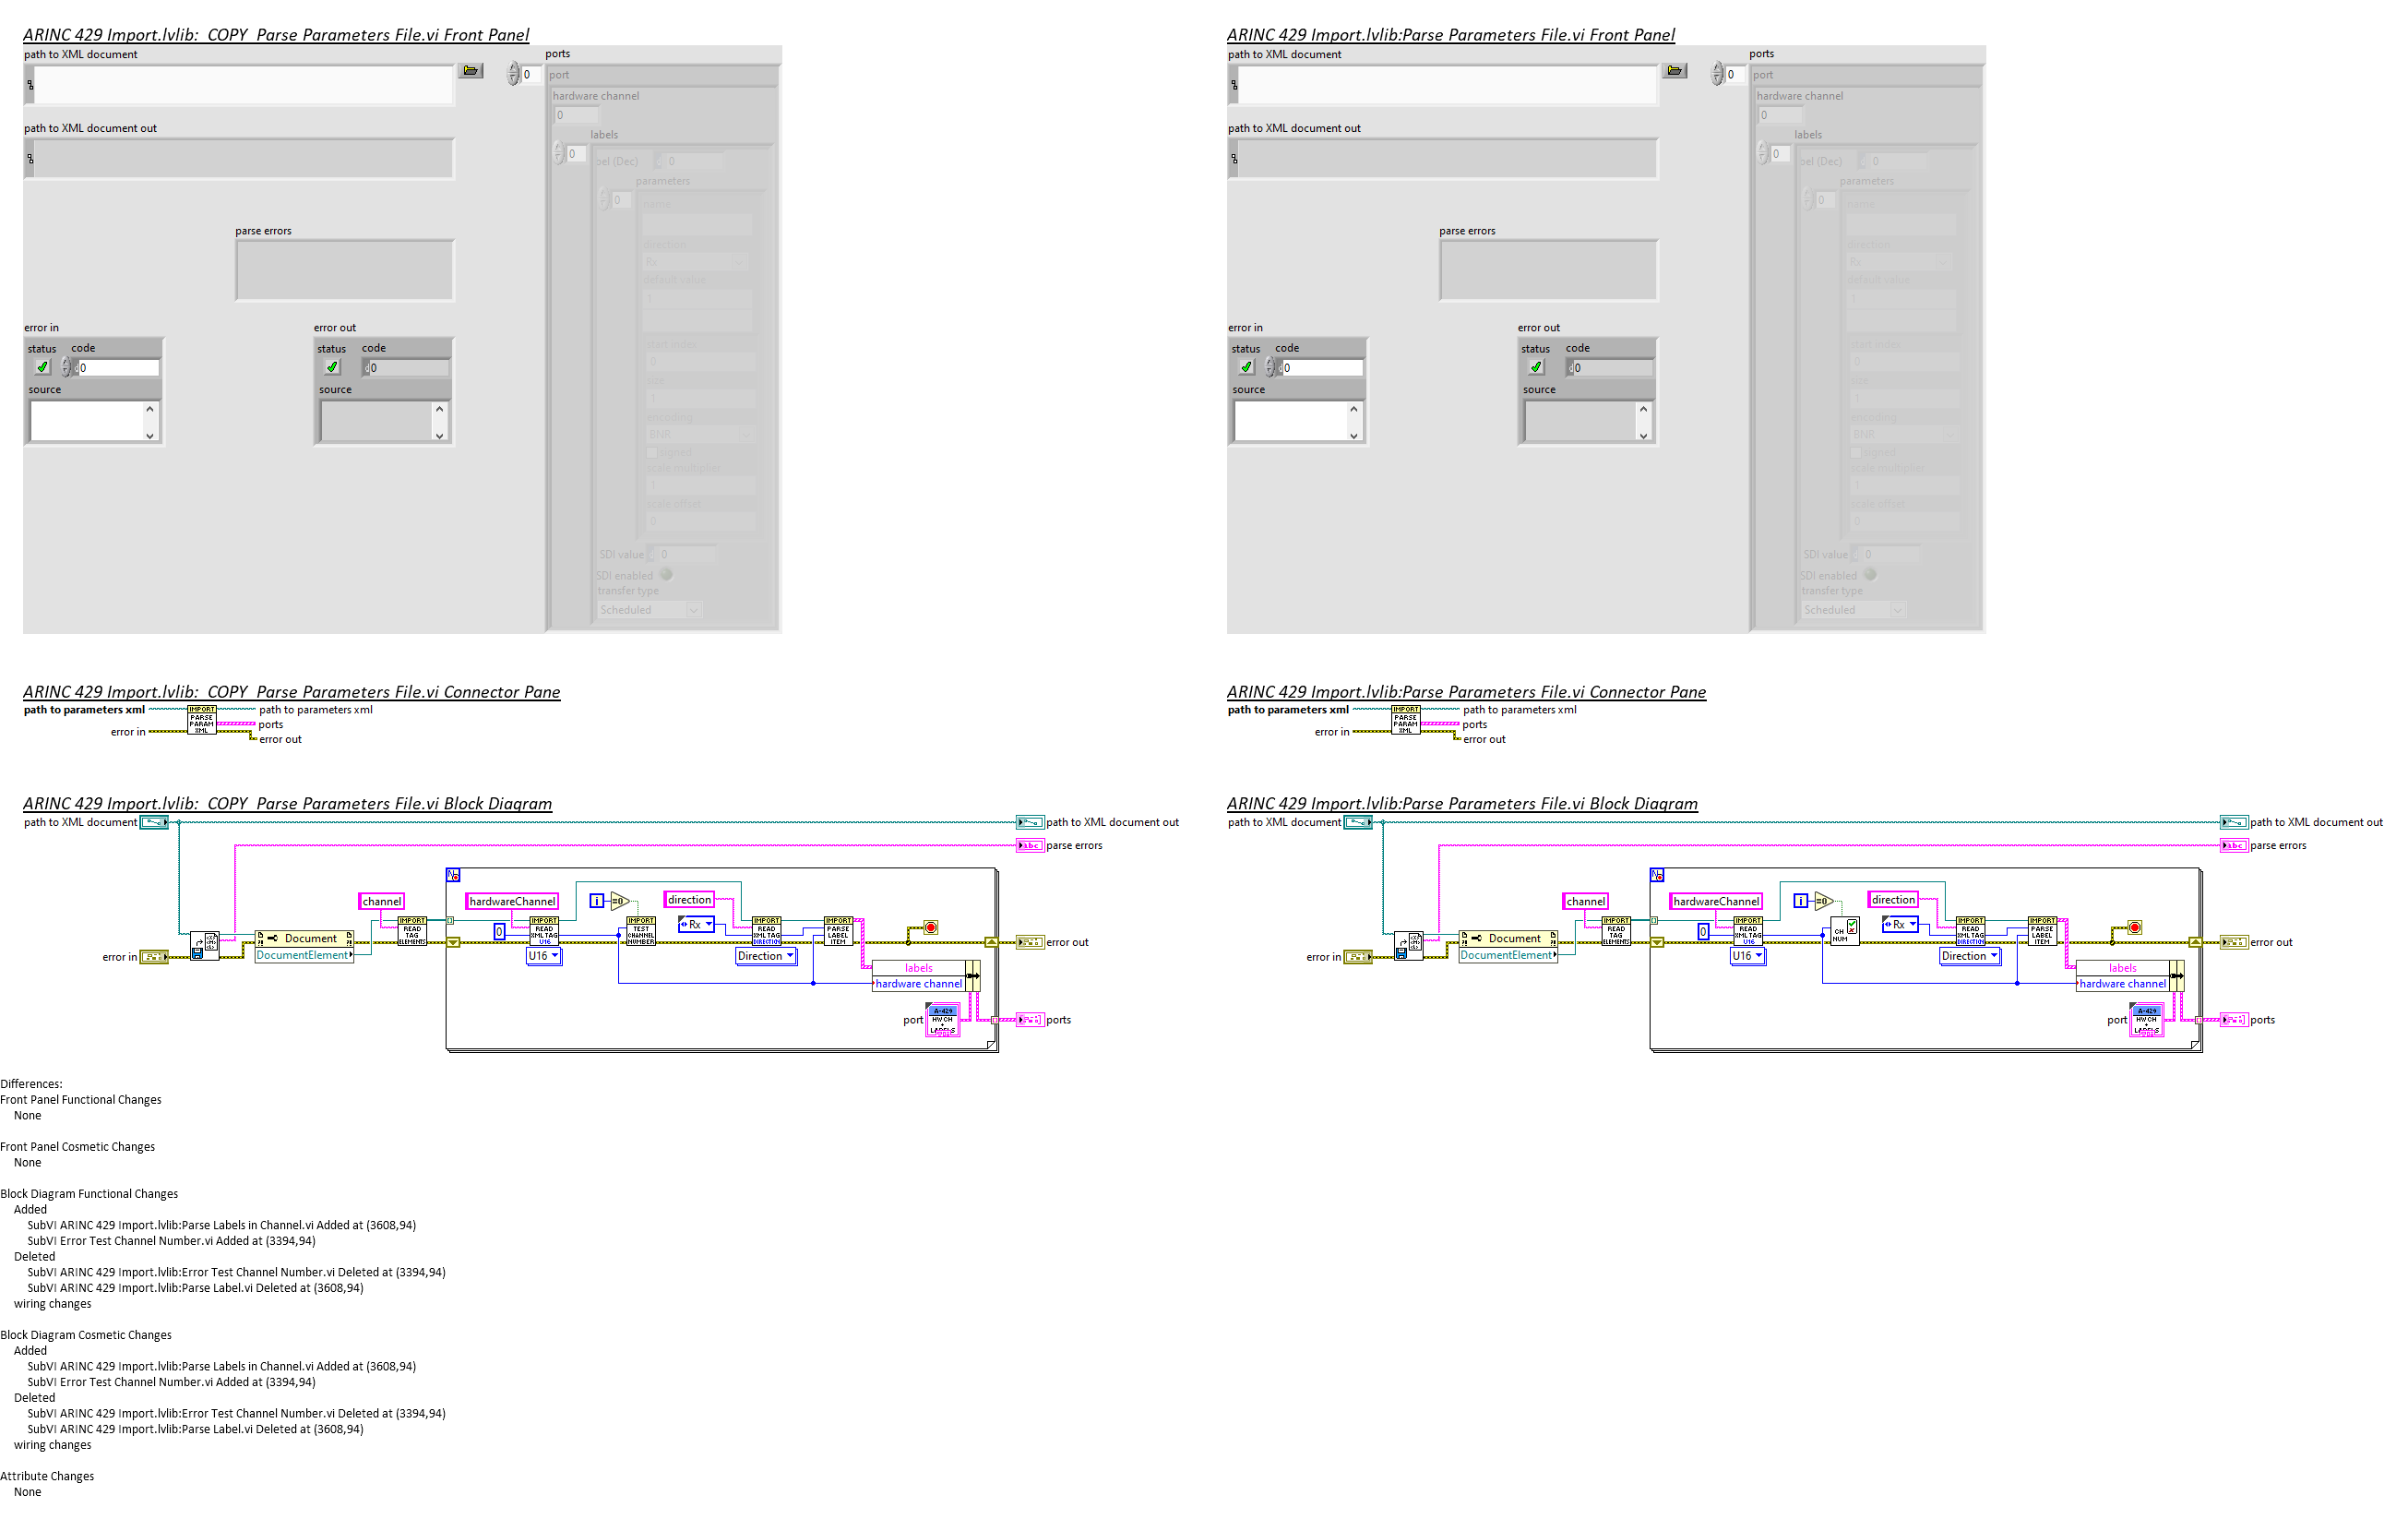 ARINC 429 Import.lvlib:_COPY_Parse Parameters File.vi Front Panel
path to XML document
ports
0
port
hardware channel
0
path to XML document out
labels
0
bel (Dec)
0
parameters
0
name
parse errors
direction
Rx
default value
1
error in
error out
status
code
status
code
start index
0
0
0
size
1
source
source
encoding
BNR
signed
scale multiplier
1
scale offset
0
SDI value
0
SDI enabled
transfer type
Scheduled
ARINC 429 Import.lvlib:_COPY_Parse Parameters File.vi Connector Pane
path to parameters xml
IMPORT
PARSE
PARAM
XML
path to parameters xml
ports
error in
error out
ARINC 429 Import.lvlib:_COPY_Parse Parameters File.vi Block Diagram
path to XML document
path to XML document out
abc
parse errors
N
channel
hardwareChannel
i
=0
direction
IMPORT
READ
TAG
ELEMENTS
0
IMPORT
READ
XML TAG
U16
IMPORT
TEST
CHANNEL
NUMBER
Rx
IMPORT
READ
XML TAG
DIRECTION
IMPORT
PARSE
LABEL
ITEM
Document
DocumentElement
error in
error out
U16
Direction
labels
hardware channel
port
A-429
HW CH
+
LABELS
ports
ARINC 429 Import.lvlib:Parse Parameters File.vi Front Panel
path to XML document
ports
0
port
hardware channel
0
path to XML document out
labels
0
bel (Dec)
0
parameters
0
name
parse errors
direction
Rx
default value
1
error in
error out
status
code
status
code
start index
0
0
0
size
1
source
source
encoding
BNR
signed
scale multiplier
1
scale offset
0
SDI value
0
SDI enabled
transfer type
Scheduled
ARINC 429 Import.lvlib:Parse Parameters File.vi Connector Pane
path to parameters xml
IMPORT
PARSE
PARAM
XML
path to parameters xml
ports
error in
error out
ARINC 429 Import.lvlib:Parse Parameters File.vi Block Diagram
path to XML document
path to XML document out
abc
parse errors
N
channel
hardwareChannel
i
=0
direction
IMPORT
READ
TAG
ELEMENTS
0
IMPORT
READ
XML TAG
U16
CH
NUM
Rx
IMPORT
READ
XML TAG
DIRECTION
IMPORT
PARSE
LABEL
ITEM
Document
DocumentElement
error in
error out
U16
Direction
labels
hardware channel
port
A-429
HW CH
+
LABELS
ports
Differences:
Front Panel Functional Changes
None
Front Panel Cosmetic Changes
None
Block Diagram Functional Changes
Added
SubVI ARINC 429 Import.lvlib:Parse Labels in Channel.vi Added at (3608,94)
SubVI Error Test Channel Number.vi Added at (3394,94)
Deleted
SubVI ARINC 429 Import.lvlib:Error Test Channel Number.vi Deleted at (3394,94)
SubVI ARINC 429 Import.lvlib:Parse Label.vi Deleted at (3608,94)
wiring changes
Block Diagram Cosmetic Changes
Added
SubVI ARINC 429 Import.lvlib:Parse Labels in Channel.vi Added at (3608,94)
SubVI Error Test Channel Number.vi Added at (3394,94)
Deleted
SubVI ARINC 429 Import.lvlib:Error Test Channel Number.vi Deleted at (3394,94)
SubVI ARINC 429 Import.lvlib:Parse Label.vi Deleted at (3608,94)
wiring changes
Attribute Changes
None